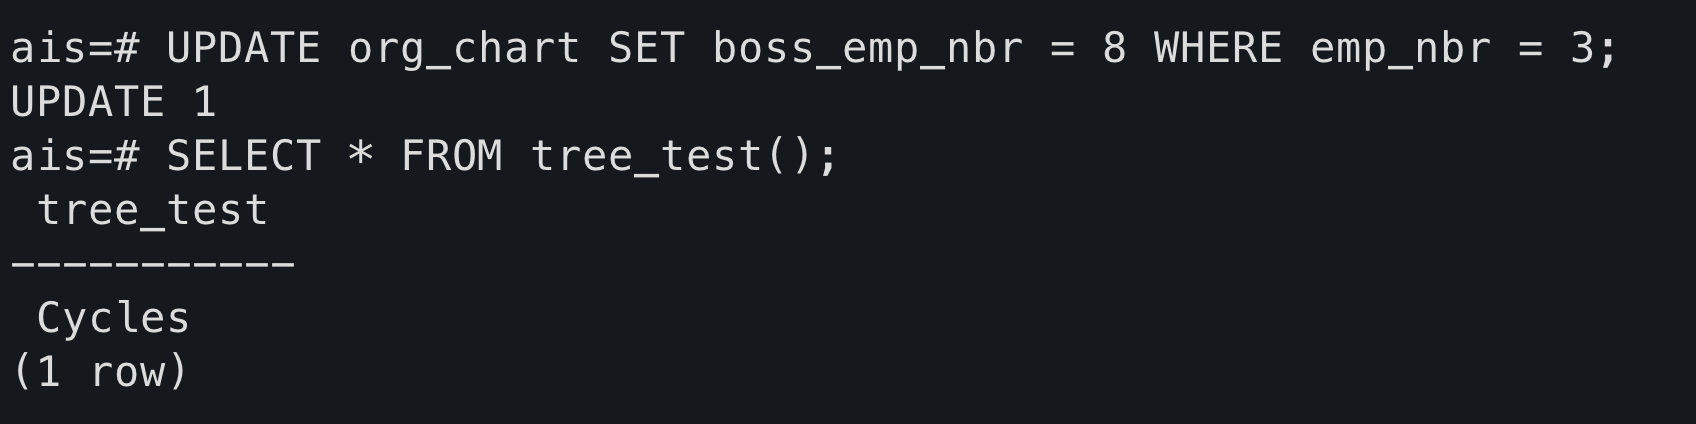 ais=# UPDATE org_chart SET boss_emp_nbr = 8 WHERE emp_nbr = 3;
UPDATE 1
ais=# SELECT * FROM tree_test();
 tree_test
-----------
 Cycles
(1 row)